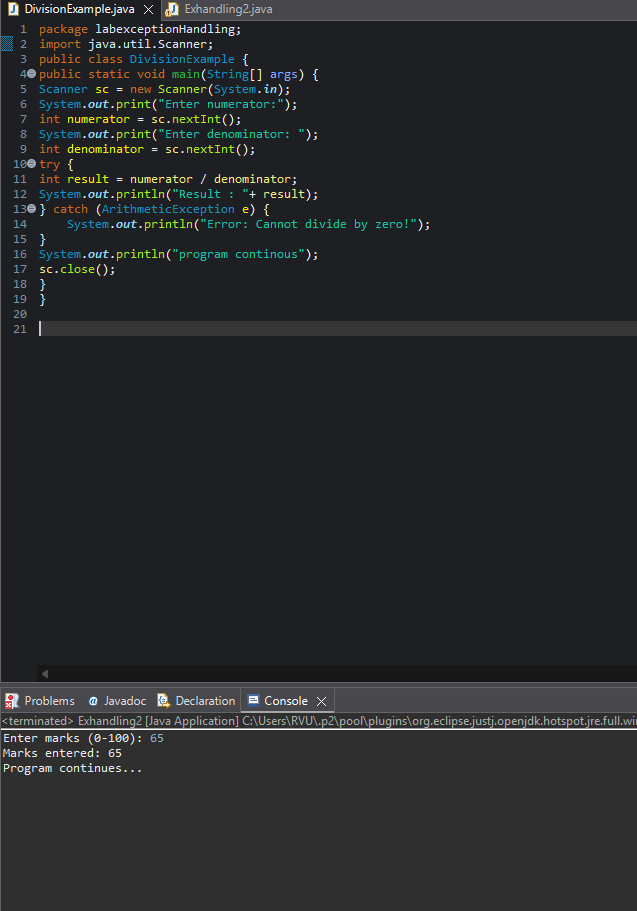 DivisionExample.java
Exhandling2.java
1 package labexceptionHandling;
2 import java.util.Scanner;
3 public class DivisionExample {
4 public static void main(String[] args) {
5 Scanner sc = new Scanner(System.in);
6 System.out.print("Enter numerator:");
7 int numerator = sc.nextInt();
8 System.out.print("Enter denominator: ");
9 int denominator = sc.nextInt();
10 try {
11 int result = numerator / denominator;
12 System.out.println("Result : "+ result);
13 } catch (ArithmeticException e) {
14     System.out.println("Error: Cannot divide by zero!");
15 }
16 System.out.println("program continous");
17 sc.close();
18 }
19 }
20
21
Problems Javadoc Declaration Console
<terminated> Exhandling2 [Java Application] C:\Users\RVU\.p2\pool\plugins\org.eclipse.justj.openjdk.hotspot.jre.full.win
Enter marks (0-100): 65
Marks entered: 65
Program continues...